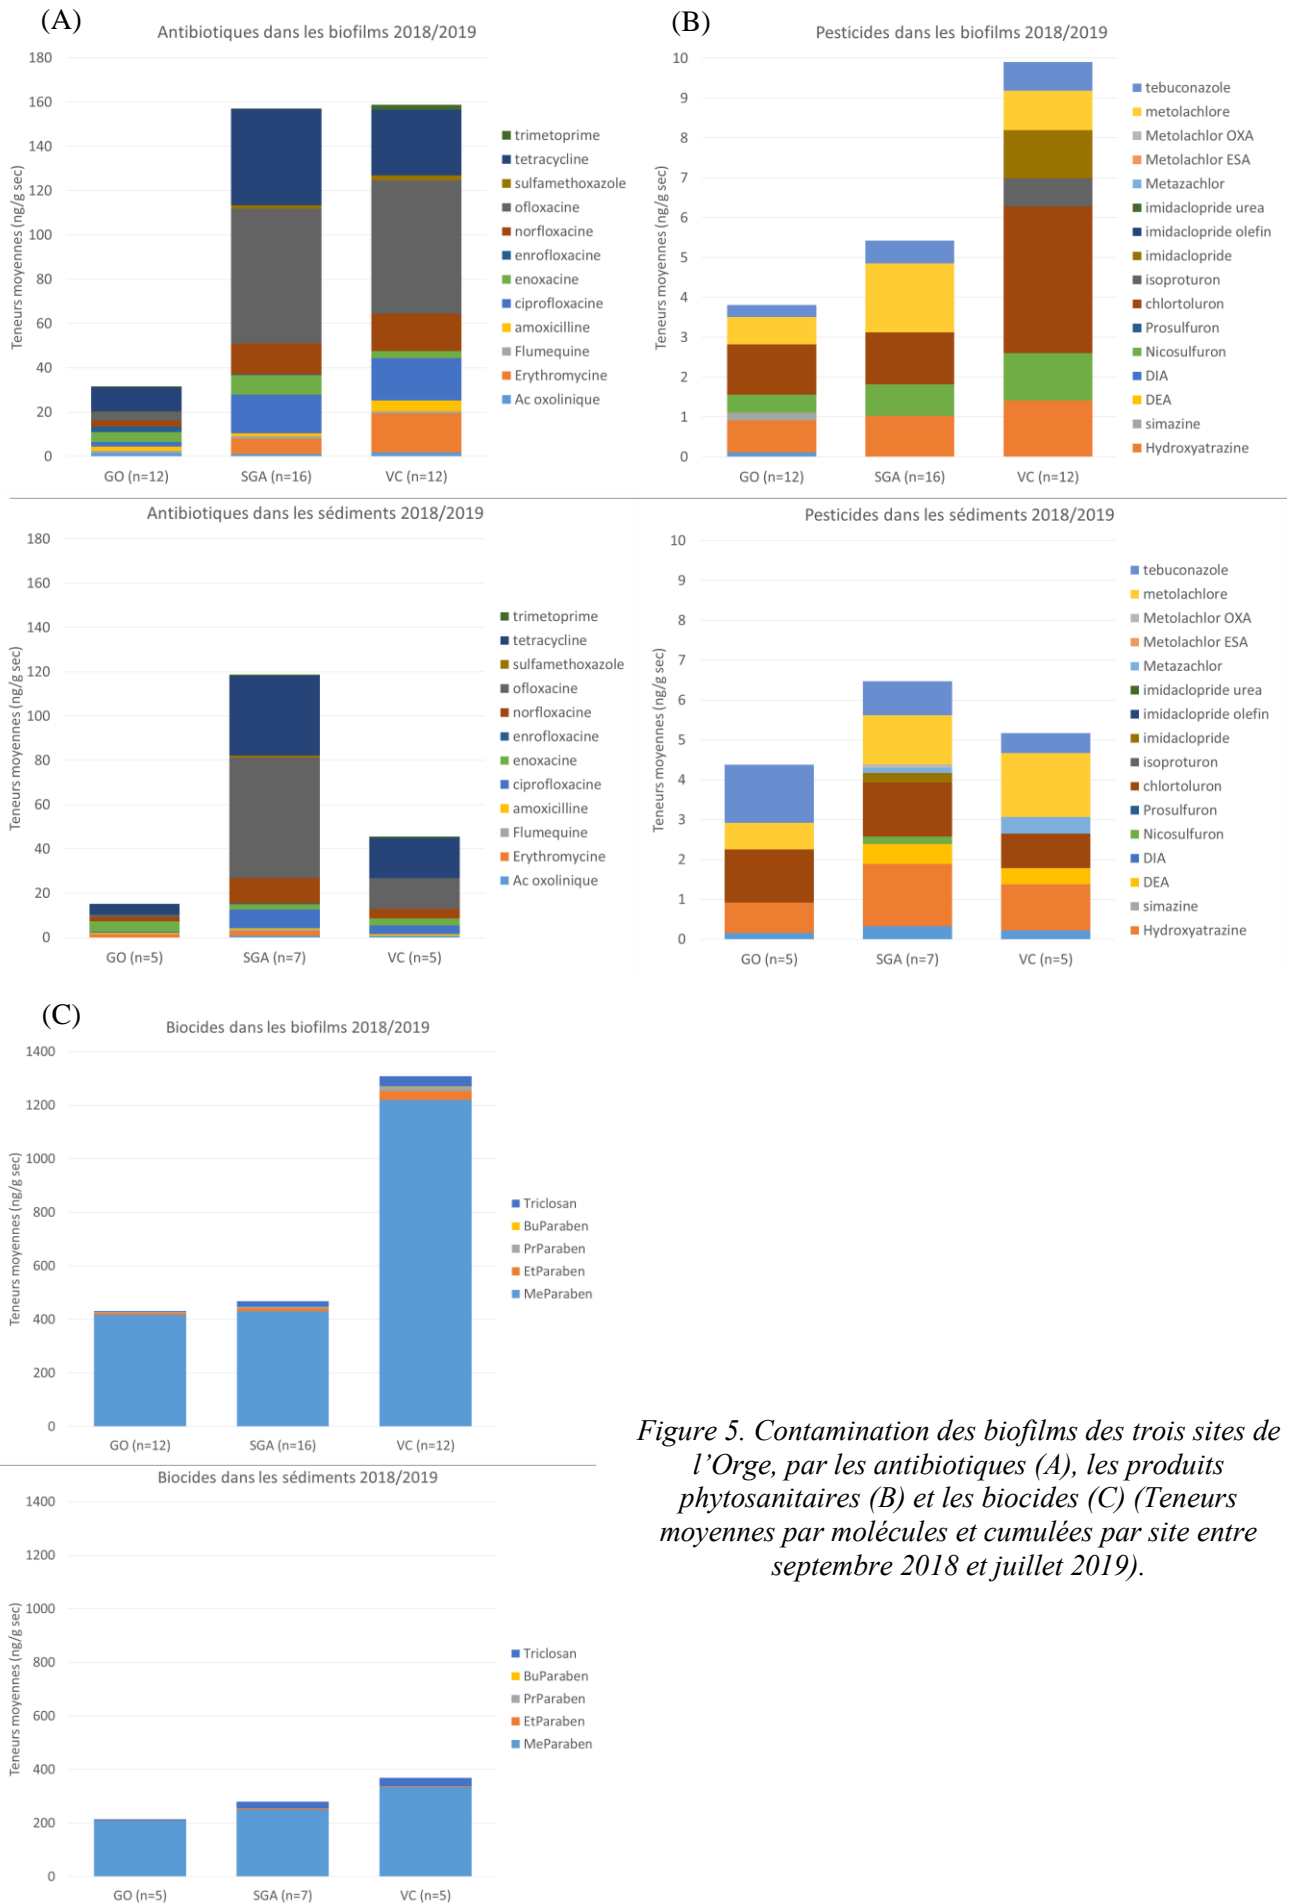 (A)
Antibiotiques dans les biofilms 2018/2019
Teneurs moyennes (ng/g sec)
180
160
140
120
100
80
60
40
20
0
GO (n=12)
SGA (n=16)
VC (n=12)
trimetoprime
tetracycline
sulfamethoxazole
ofloxacine
norfloxacine
enrofloxacine
enoxacine
ciprofloxacine
amoxicilline
Flumequine
Erythromycine
Ac oxolinique
(B)
Pesticides dans les biofilms 2018/2019
Teneurs moyennes (ng/g sec)
10
9
8
7
6
5
4
3
2
1
0
GO (n=12)
SGA (n=16)
VC (n=12)
tebuconazole
metolachlore
Metolachlor OXA
Metolachlor ESA
Metazachlor
imidaclopride urea
imidaclopride olefin
imidaclopride
isoproturon
chlortoluron
Prosulfuron
Nicosulfuron
DIA
DEA
simazine
Hydroxyatrazine
Antibiotiques dans les sédiments 2018/2019
Teneurs moyennes (ng/g sec)
180
160
140
120
100
80
60
40
20
0
GO (n=5)
SGA (n=7)
VC (n=5)
trimetoprime
tetracycline
sulfamethoxazole
ofloxacine
norfloxacine
enrofloxacine
enoxacine
ciprofloxacine
amoxicilline
Flumequine
Erythromycine
Ac oxolinique
Pesticides dans les sédiments 2018/2019
Teneurs moyennes (ng/g sec)
10
9
8
7
6
5
4
3
2
1
0
GO (n=5)
SGA (n=7)
VC (n=5)
tebuconazole
metolachlore
Metolachlor OXA
Metolachlor ESA
Metazachlor
imidaclopride urea
imidaclopride olefin
imidaclopride
isoproturon
chlortoluron
Prosulfuron
Nicosulfuron
DIA
DEA
simazine
Hydroxyatrazine
(C)
Biocides dans les biofilms 2018/2019
Teneurs moyennes (ng/g sec)
1400
1200
1000
800
600
400
200
0
GO (n=12)
SGA (n=16)
VC (n=12)
Triclosan
BuParaben
PrParaben
EtParaben
MeParaben
Biocides dans les sédiments 2018/2019
Teneurs moyennes (ng/g sec)
1400
1200
1000
800
600
400
200
0
GO (n=5)
SGA (n=7)
VC (n=5)
Triclosan
BuParaben
PrParaben
EtParaben
MeParaben
Figure 5. Contamination des biofilms des trois sites de
l’Orge, par les antibiotiques (A), les produits
phytosanitaires (B) et les biocides (C) (Teneurs
moyennes par molécules et cumulées par site entre
septembre 2018 et juillet 2019).